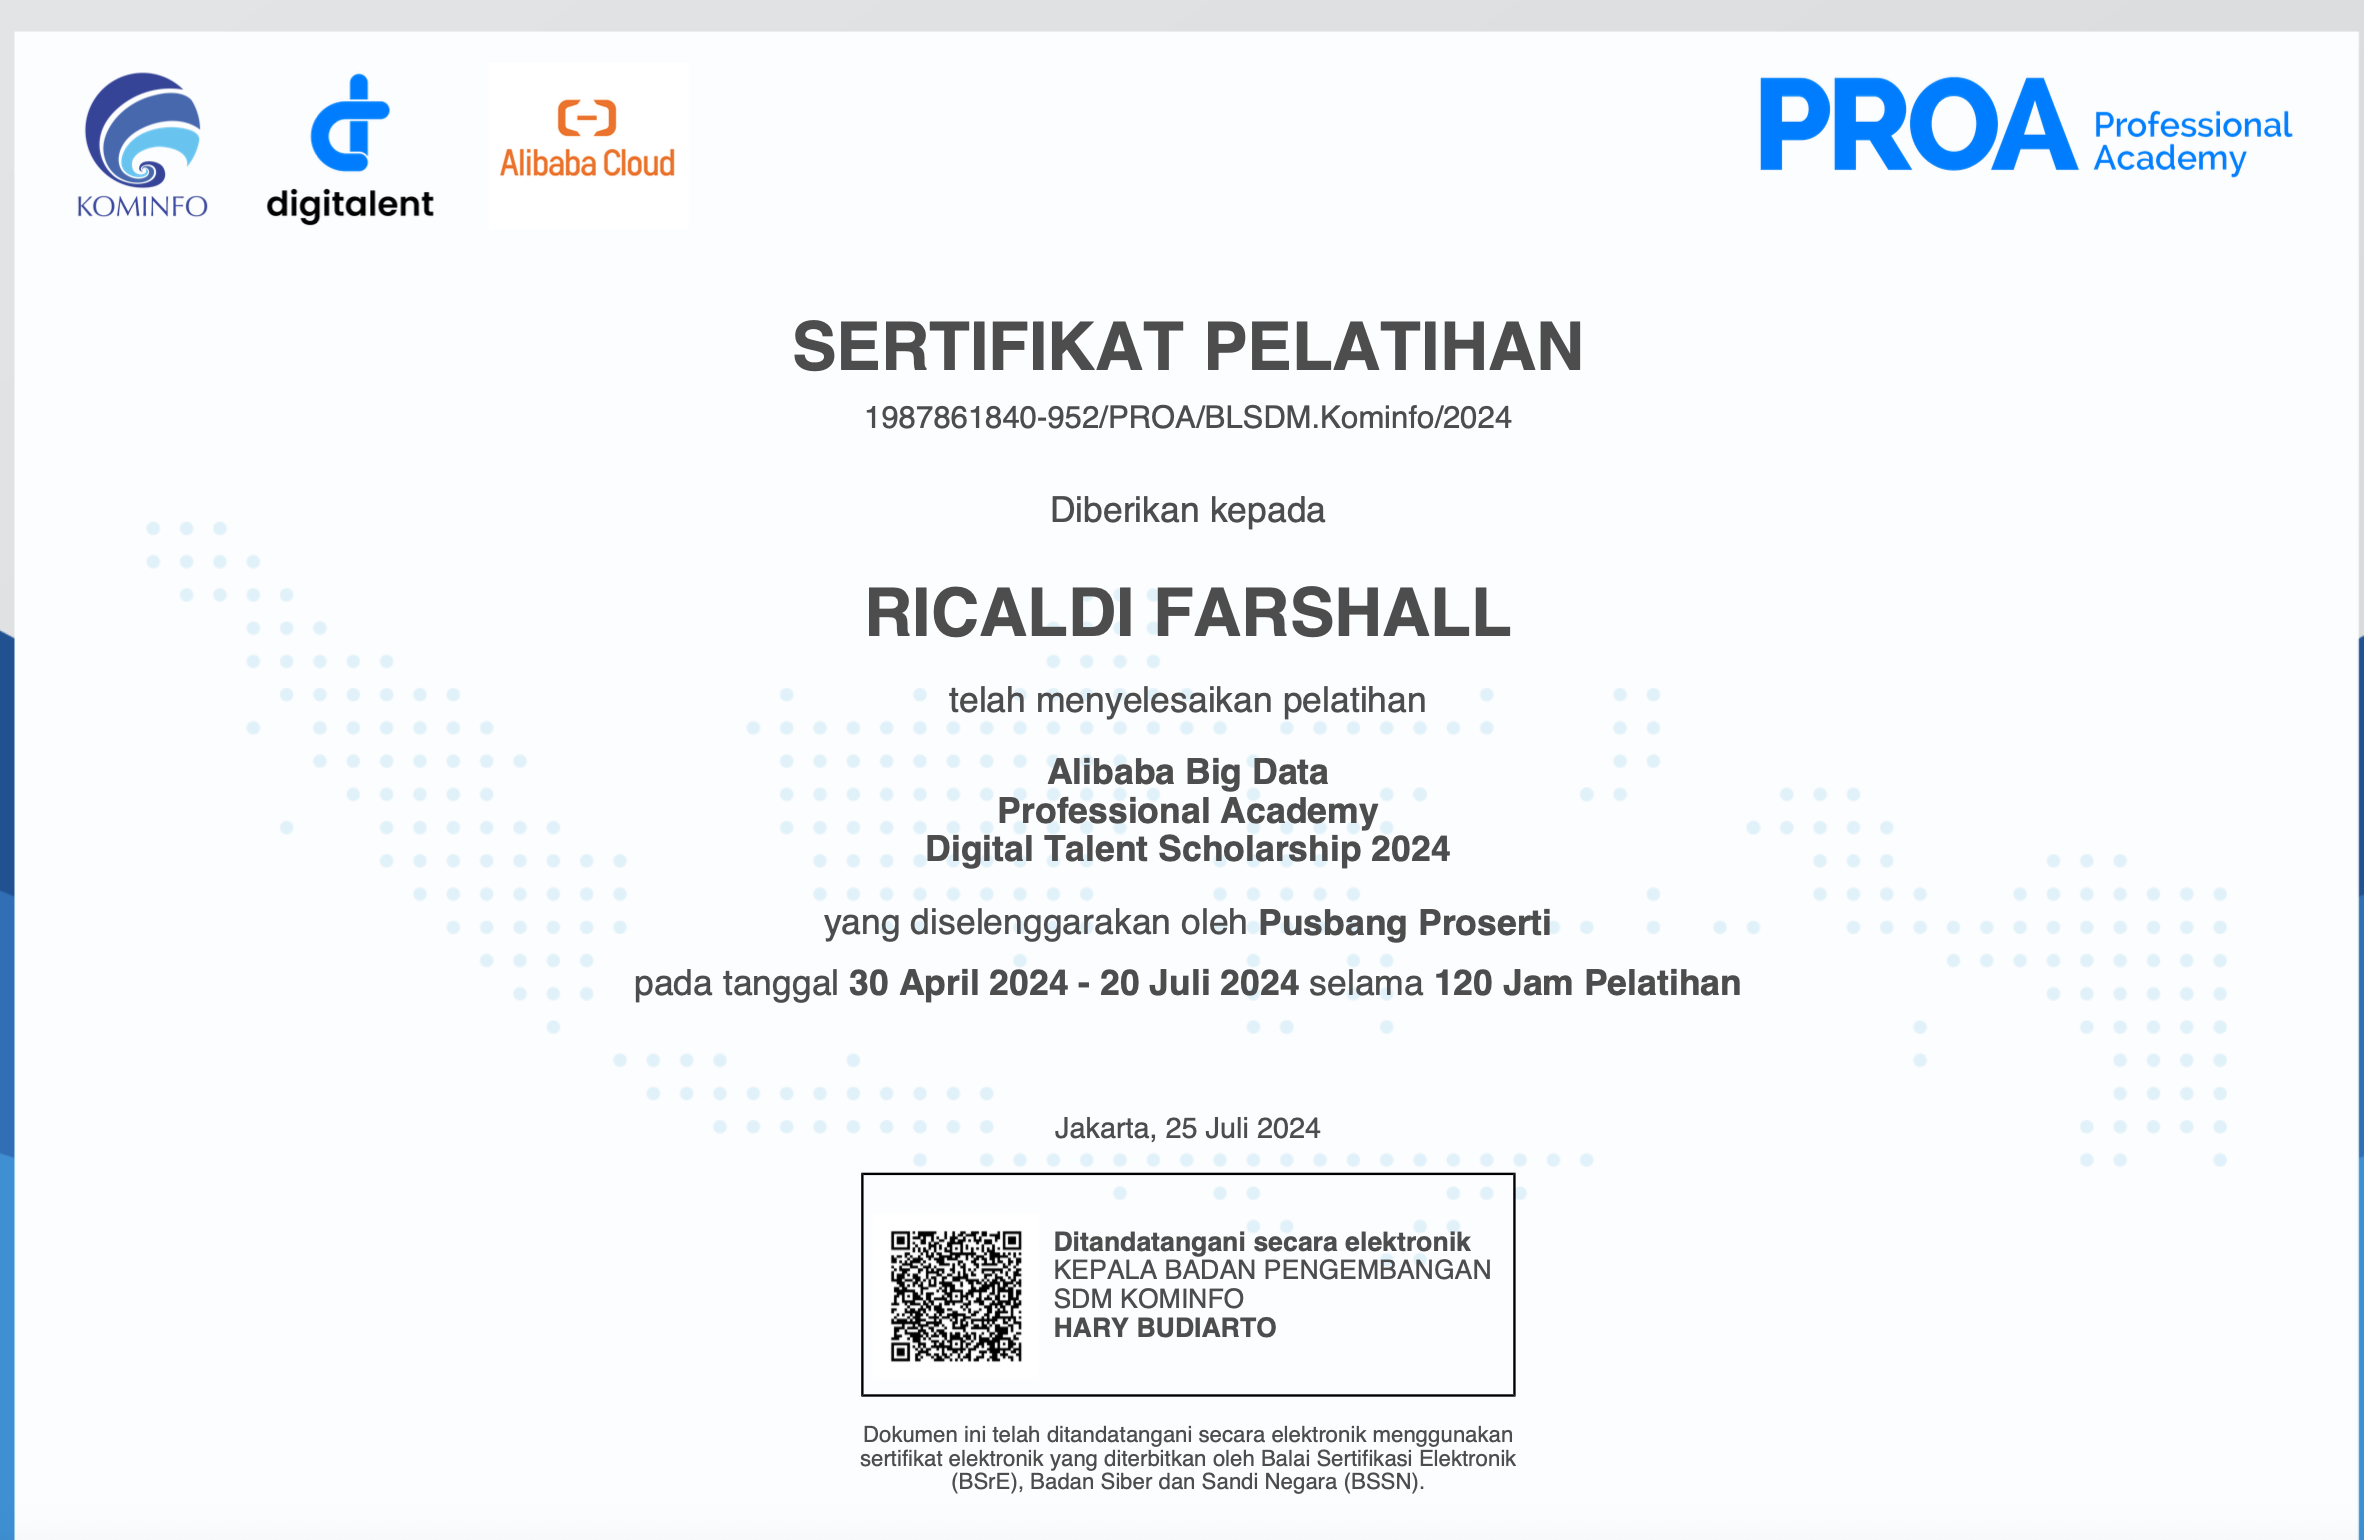 KOMINFO
digitalent
Alibaba Cloud
PROA Professional
Academy
SERTIFIKAT PELATIHAN
1987861840-952/PROA/BLSDM.Kominfo/2024
Diberikan kepada
RICALDI FARSHALL
telah menyelesaikan pelatihan
Alibaba Big Data
Professional Academy
Digital Talent Scholarship 2024
yang diselenggarakan oleh Pusbang Proserti
pada tanggal 30 April 2024 - 20 Juli 2024 selama 120 Jam Pelatihan
Jakarta, 25 Juli 2024
Ditandatangani secara elektronik
KEPALA BADAN PENGEMBANGAN
SDM KOMINFO
HARY BUDIARTO
Dokumen ini telah ditandatangani secara elektronik menggunakan
sertifikat elektronik yang diterbitkan oleh Balai Sertifikasi Elektronik
(BSrE), Badan Siber dan Sandi Negara (BSSN).